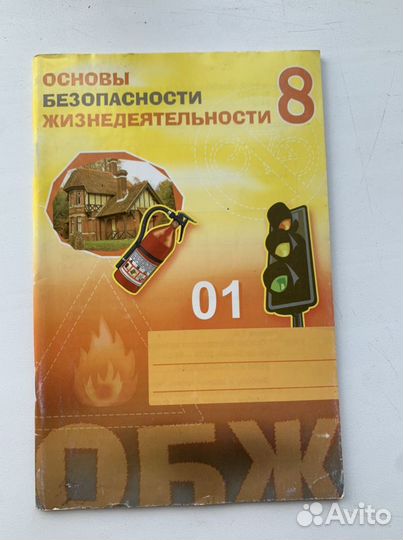 ОСНОВЫ
БЕЗОПАСНОСТИ
ЖИЗНЕДЕЯТЕЛЬНОСТИ 8
01
ОБЖ
Avito